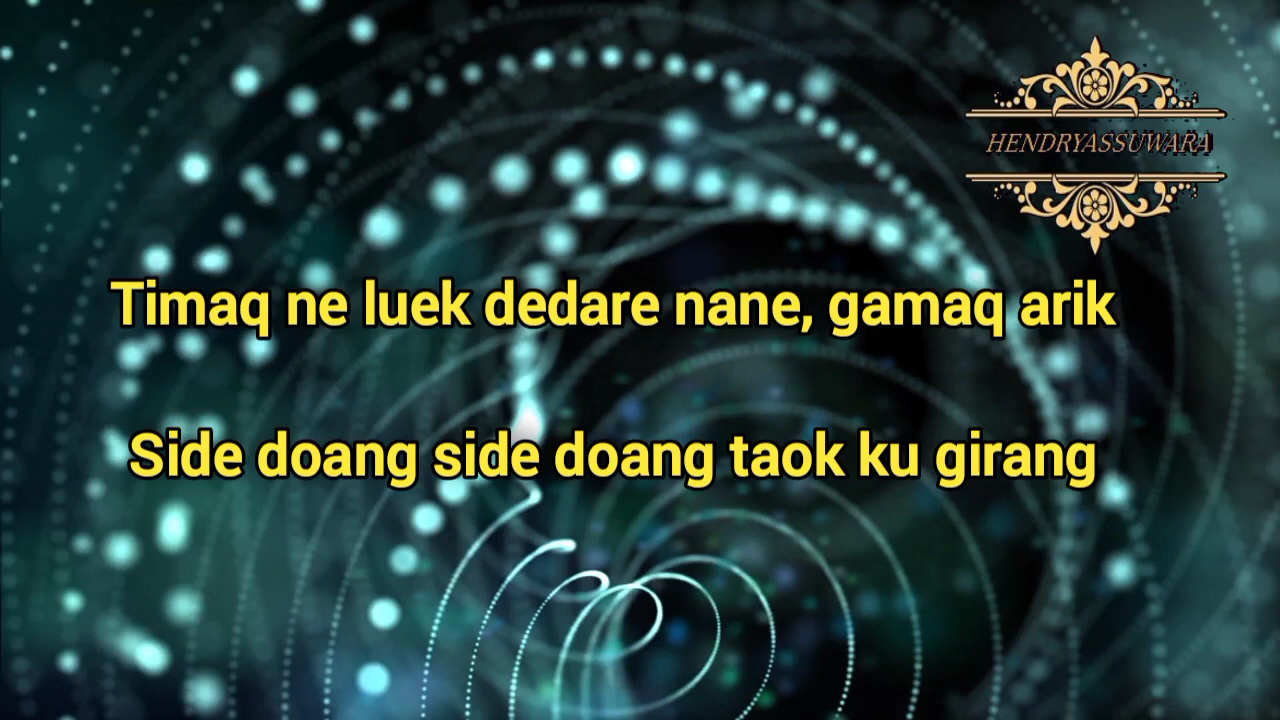 HENDRYASSUWARA
Timaq ne luek dedare nane, gamaq arik
Side doang side doang taok ku girang